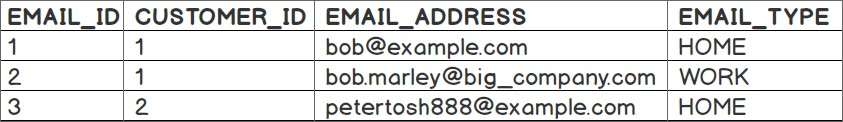 EMAIL_ID CUSTOMER_ID EMAIL_ADDRESS EMAIL_TYPE
1 1 bob@example.com HOME
2 1 bob.marley@big_company.com WORK
3 2 petertosh888@example.com HOME